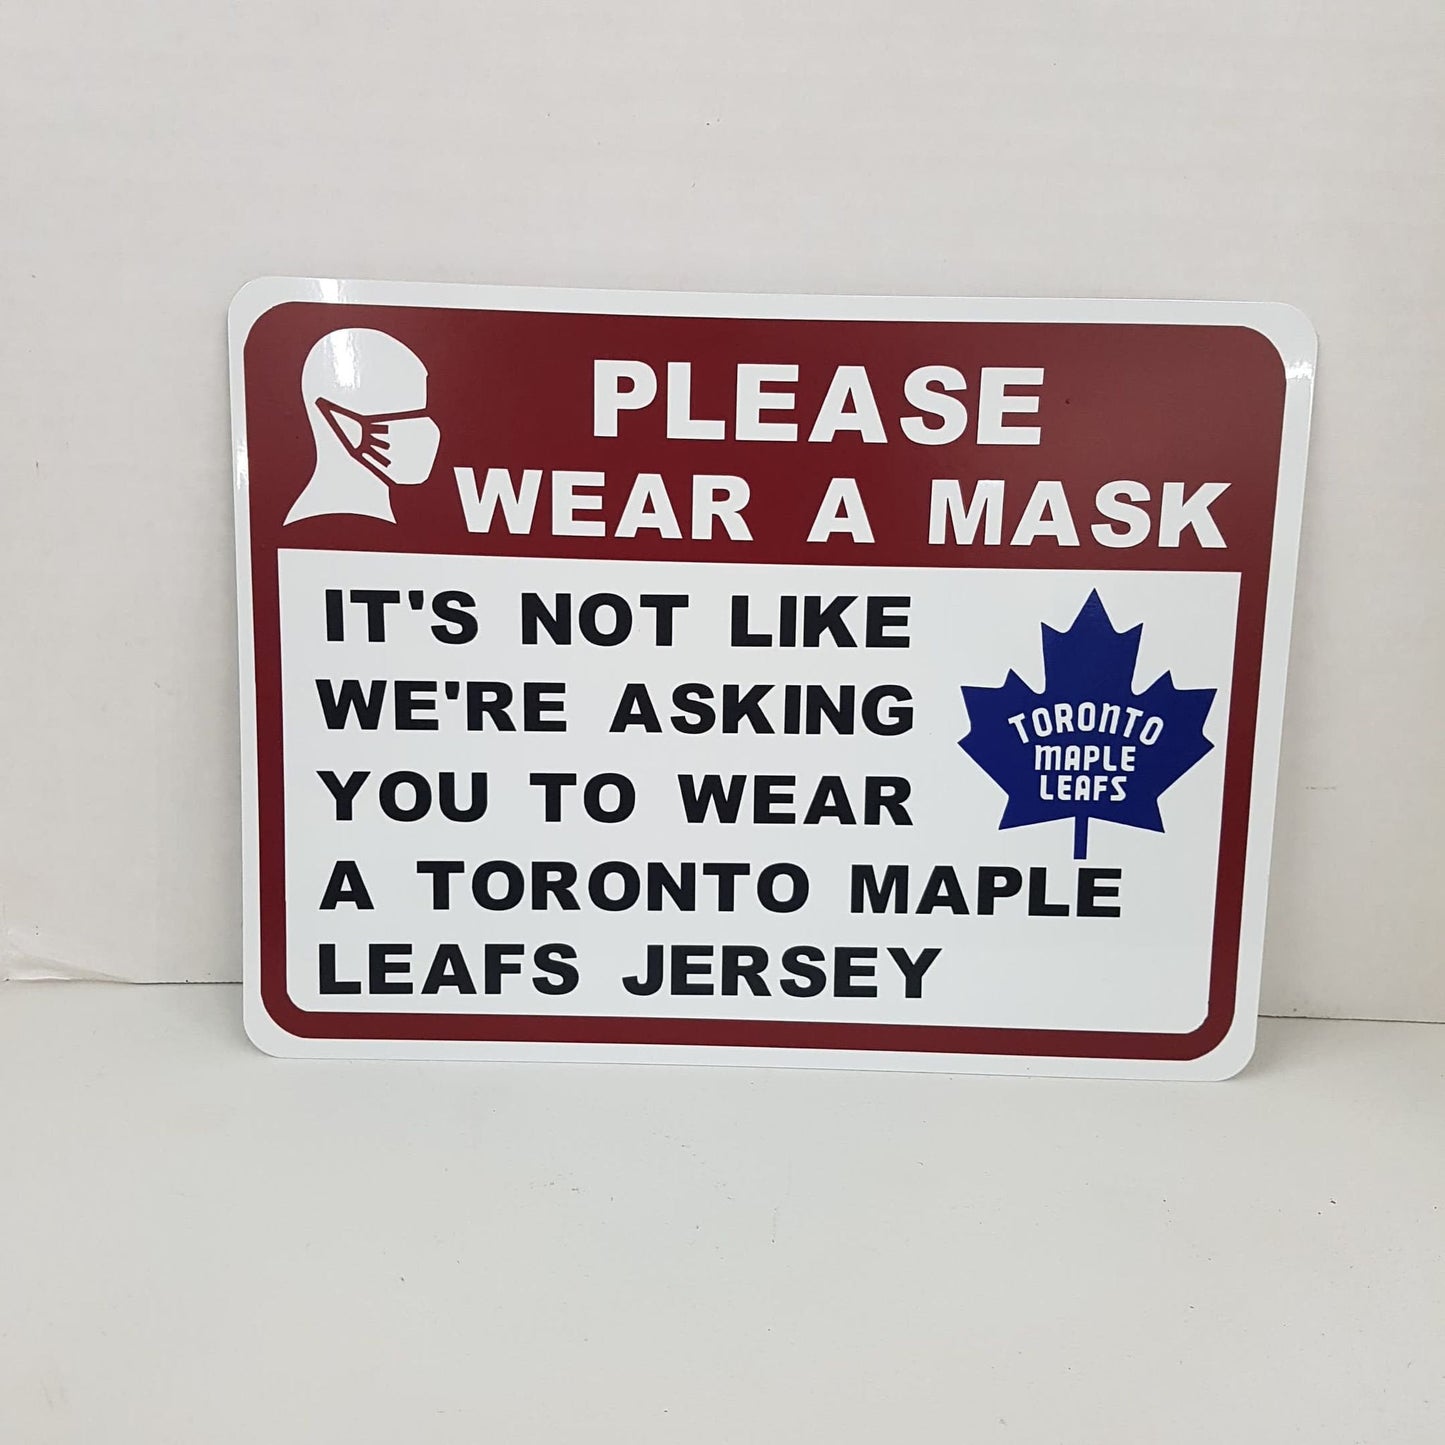 PLEASE
WEAR A MASK
IT'S NOT LIKE
WE'RE ASKING
YOU TO WEAR
A TORONTO MAPLE
LEAFS JERSEY
TORONTO
MAPLE
LEAFS